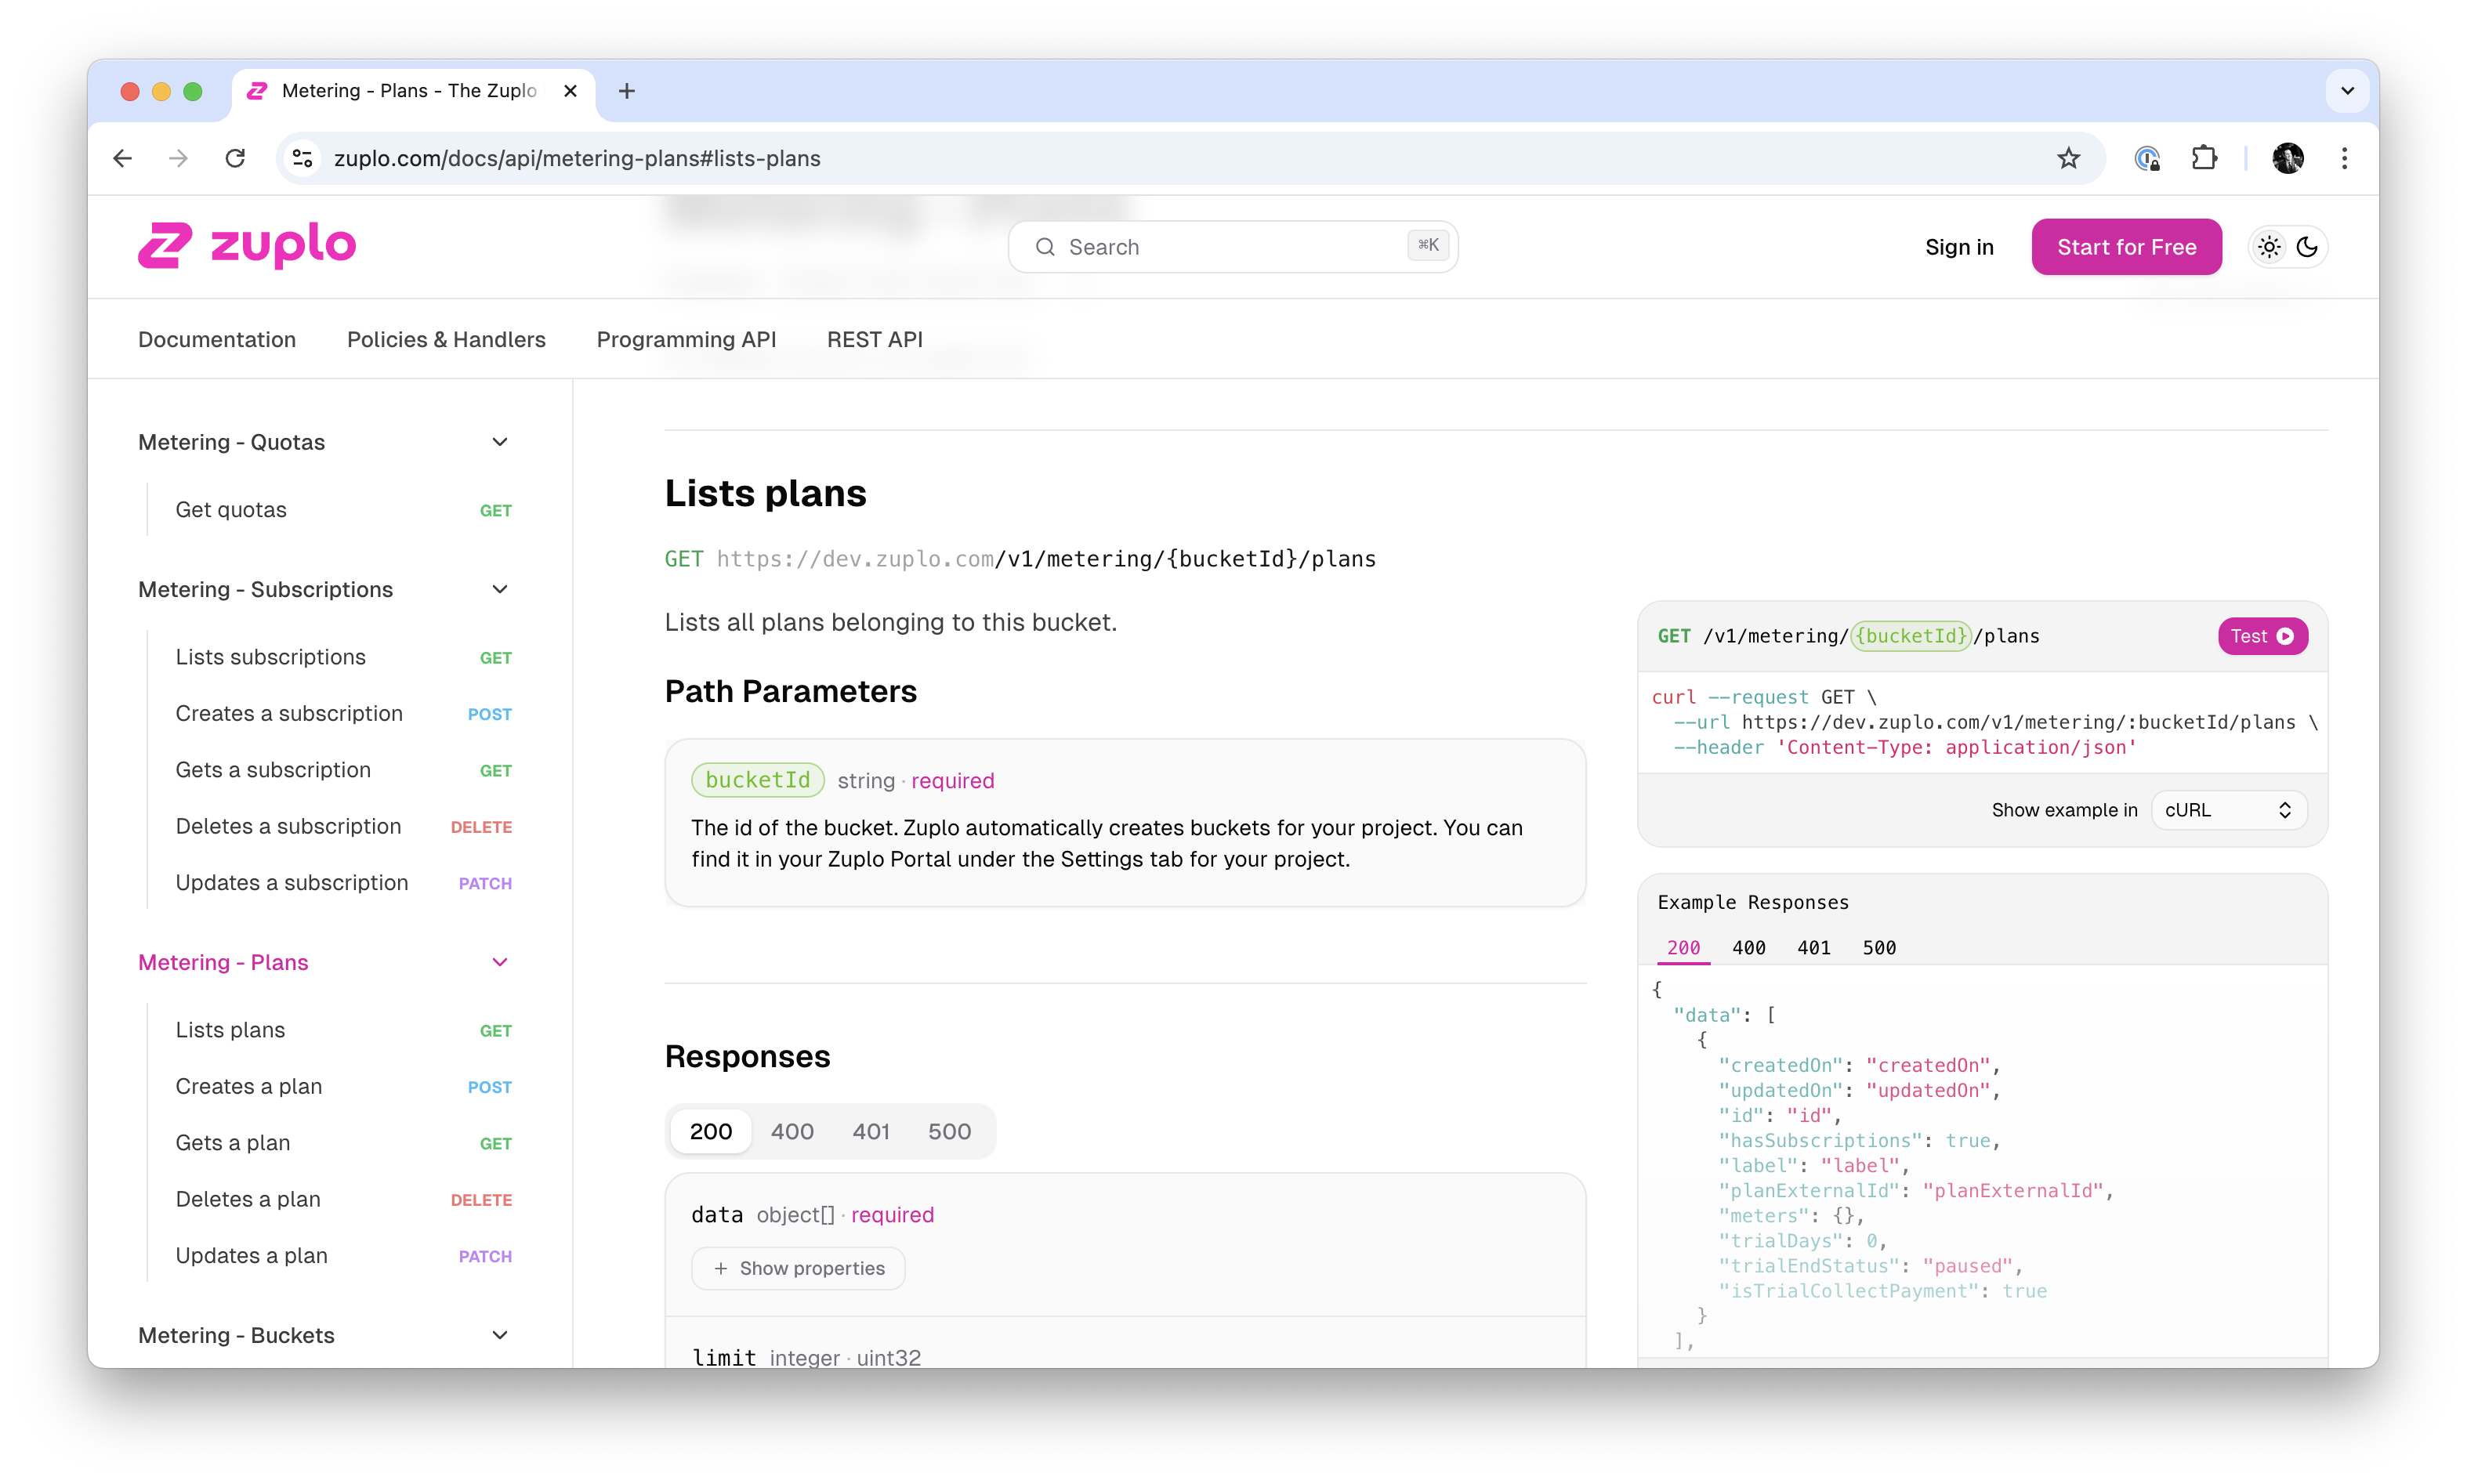 Metering - Plans - The Zuplo
zuplo.com/docs/api/metering-plans#lists-plans
zuplo
Search
⌘K
Sign in
Start for Free
Documentation
Policies & Handlers
Programming API
REST API
Metering - Quotas
Get quotas GET
Metering - Subscriptions
Lists subscriptions GET
Creates a subscription POST
Gets a subscription GET
Deletes a subscription DELETE
Updates a subscription PATCH
Metering - Plans
Lists plans GET
Creates a plan POST
Gets a plan GET
Deletes a plan DELETE
Updates a plan PATCH
Metering - Buckets
Lists plans
GET https://dev.zuplo.com/v1/metering/{bucketId}/plans
Lists all plans belonging to this bucket.
Path Parameters
bucketId string · required
The id of the bucket. Zuplo automatically creates buckets for your project. You can
find it in your Zuplo Portal under the Settings tab for your project.
Responses
200 400 401 500
data object[] · required
+ Show properties
limit integer · uint32
GET /v1/metering/{bucketId}/plans
Test
curl --request GET \
--url https://dev.zuplo.com/v1/metering/:bucketId/plans \
--header 'Content-Type: application/json'
Show example in cURL
Example Responses
200 400 401 500
{
"data": [
{
"createdOn": "createdOn",
"updatedOn": "updatedOn",
"id": "id",
"hasSubscriptions": true,
"label": "label",
"planExternalId": "planExternalId",
"meters": {},
"trialDays": 0,
"trialEndStatus": "paused",
"isTrialCollectPayment": true
}
],